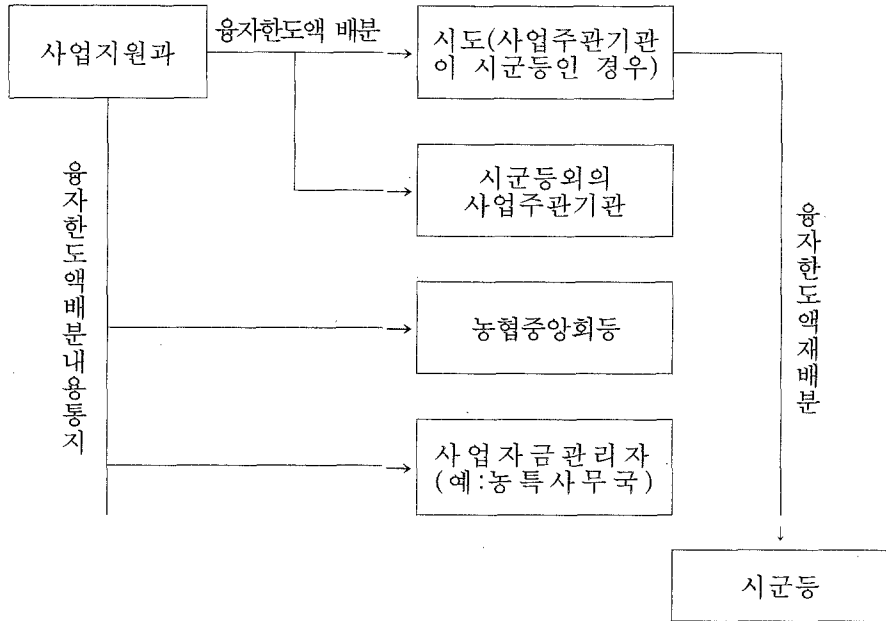 사업지원과
융자한도액 배분
시도(사업주관기관
이 시군등인 경우)
시군등외의
사업주관기관
융자한도액배분내용통지
융자한도액재배분
농협중앙회등
사업자금관리자
(예:농특사무국)
시군등